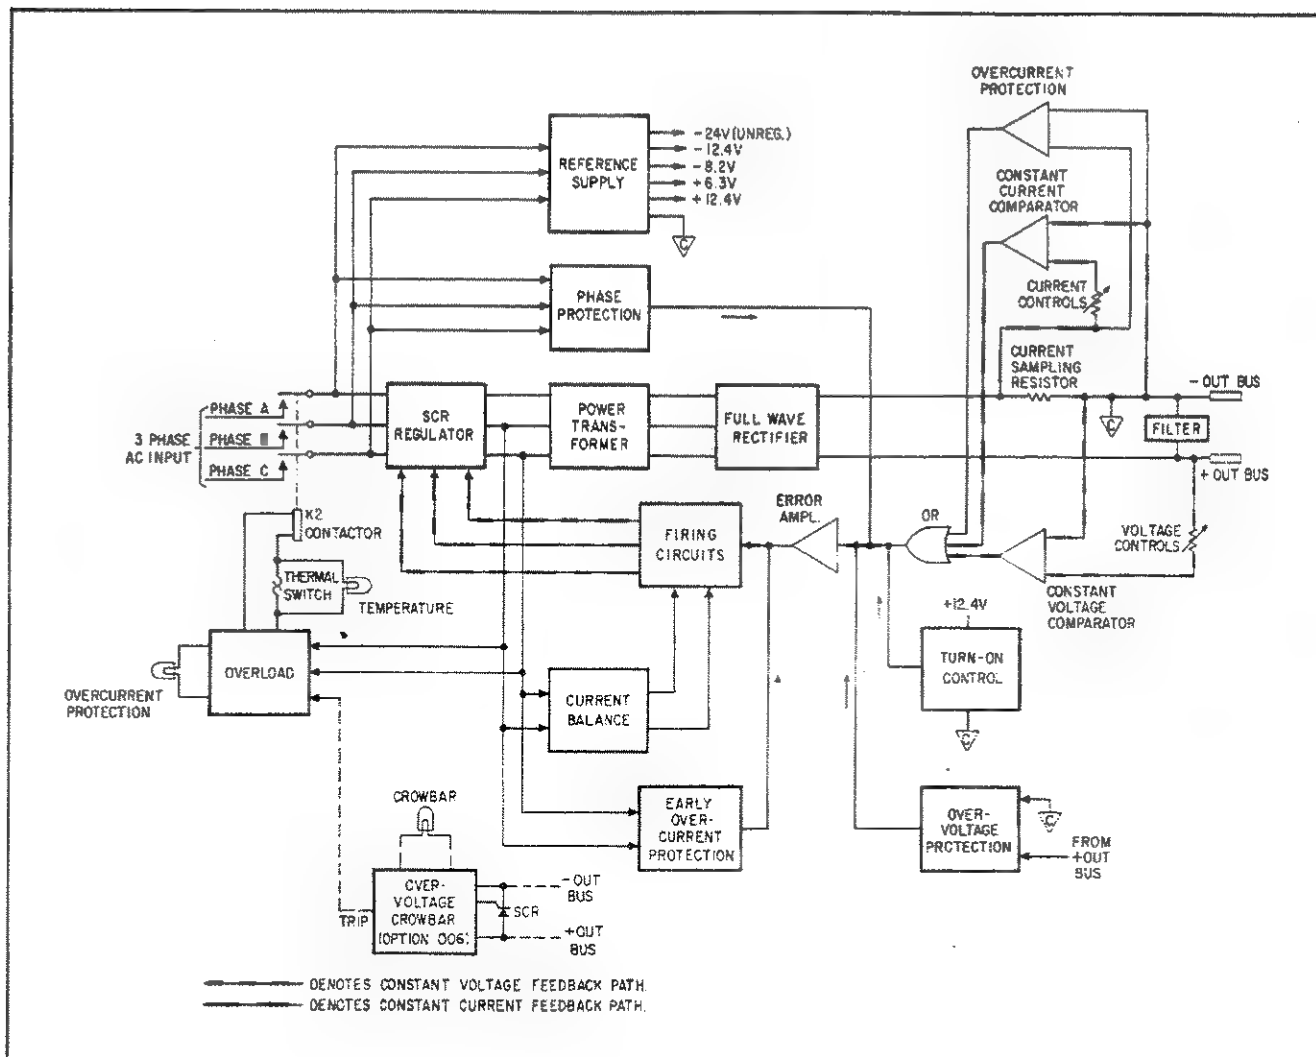 OVERCURRENT
PROTECTION
REFERENCE
SUPPLY
-24V(UNREG.)
-12.4V
-8.2V
+6.3V
+12.4V
C
CONSTANT
CURRENT
COMPARATOR
PHASE
PROTECTION
CURRENT
CONTROLS
CURRENT
SAMPLING
RESISTOR
3 PHASE
AC INPUT
PHASE A
PHASE
PHASE C
SCR
REGULATOR
POWER
TRANS-
FORMER
FULL WAVE
RECTIFIER
C
- OUT BUS
FILTER
+ OUT BUS
K2
CONTACTOR
THERMAL
SWITCH
TEMPERATURE
FIRING
CIRCUITS
ERROR
AMPL.
OR
VOLTAGE
CONTROLS
CONSTANT
VOLTAGE
COMPARATOR
OVERLOAD
OVERCURRENT
PROTECTION
CURRENT
BALANCE
+12.4V
TURN-ON
CONTROL
C
CROWBAR
EARLY
OVER-
CURRENT
PROTECTION
OVER-
VOLTAGE
PROTECTION
C
FROM
+OUT
BUS
TRIP
OVER-
VOLTAGE
CROWBAR
(OPTION 006)
-OUT
BUS
SCR
+OUT
BUS
DENOTES CONSTANT VOLTAGE FEEDBACK PATH.
DENOTES CONSTANT CURRENT FEEDBACK PATH.